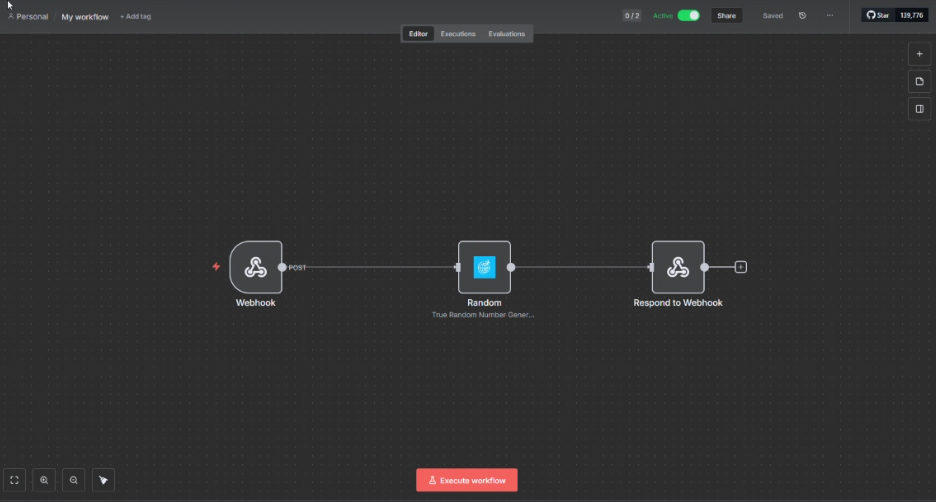 Personal
My workflow
+ Add tag
0 / 2
Active
Share
Saved
Star
139,776
Editor
Executions
Evaluations
POST
Webhook
Random
True Random Number Gener...
Respond to Webhook
Execute workflow